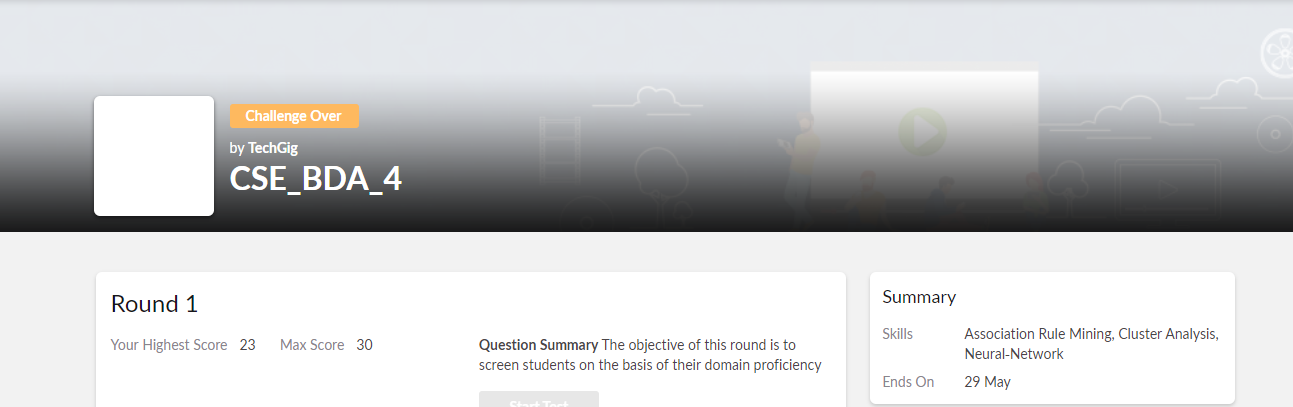 Challenge Over
by TechGig
CSE_BDA_4
Round 1
Your Highest Score 23 Max Score 30
Question Summary The objective of this round is to
screen students on the basis of their domain proficiency
Start Test
Summary
Skills Association Rule Mining, Cluster Analysis,
Neural-Network
Ends On 29 May